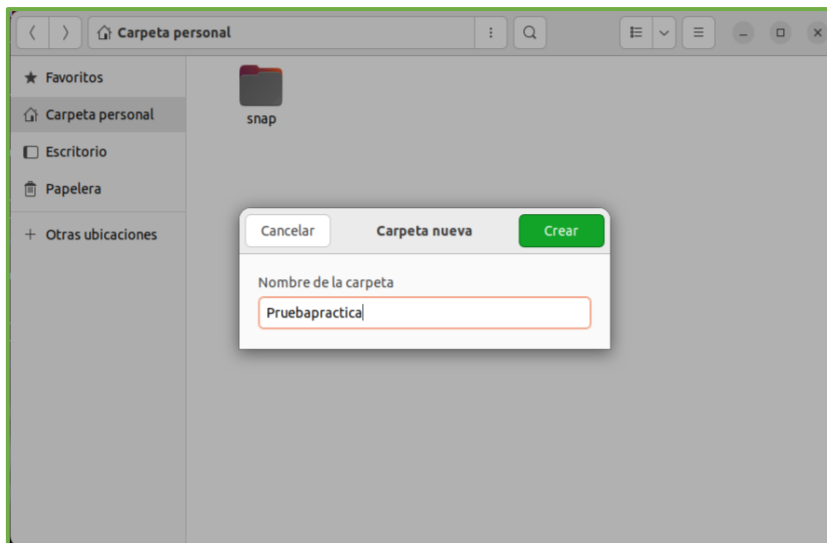 Carpeta personal
Favoritos
Carpeta personal
Escritorio
Papelera
Otras ubicaciones
snap
Cancelar Carpeta nueva Crear
Nombre de la carpeta
Pruebapractica